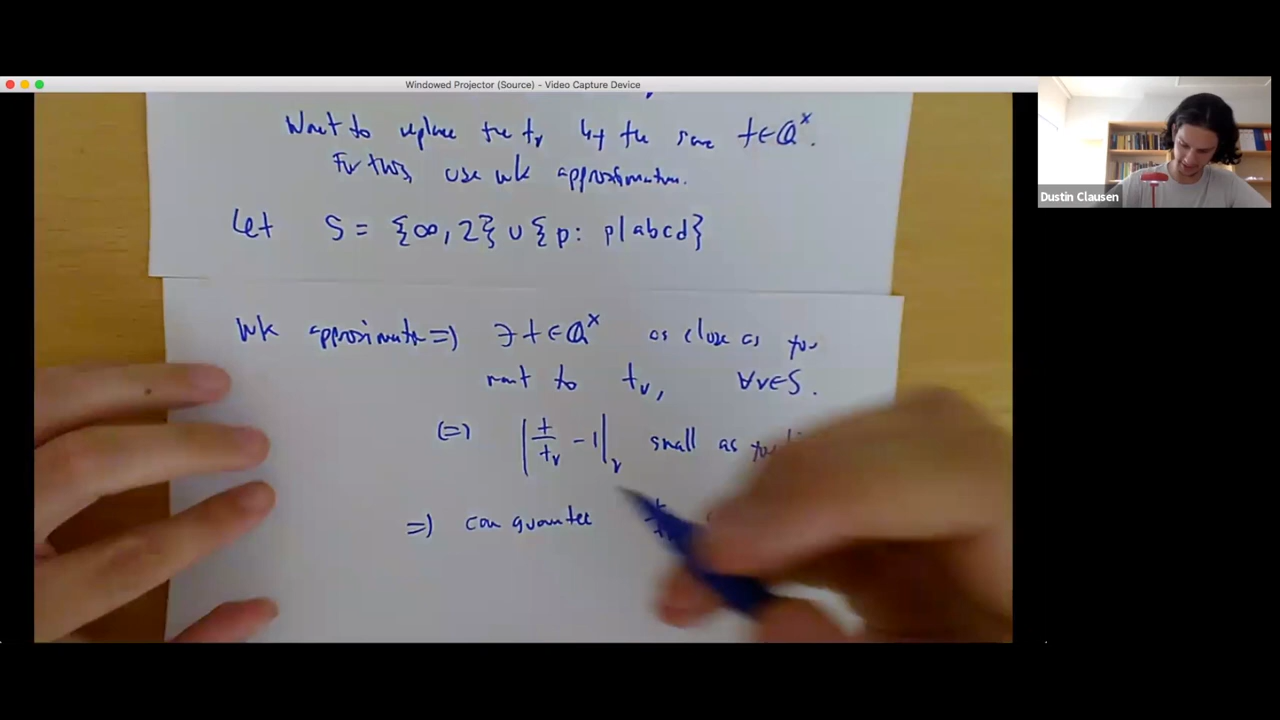 Windowed Projector (Source) - Video Capture Device
Want to replace the t_v by the same t∈Q^x.
For this, use wk approximation.
Dustin Clausen
Let S = {∞, 2} ∪ {p: p|abcd}
Wk approximation => ∃ t∈Q^x as close as you
want to t_v, ∀v∈S.
(=) |t/t_v - 1|_v small as you
=) can guarantee